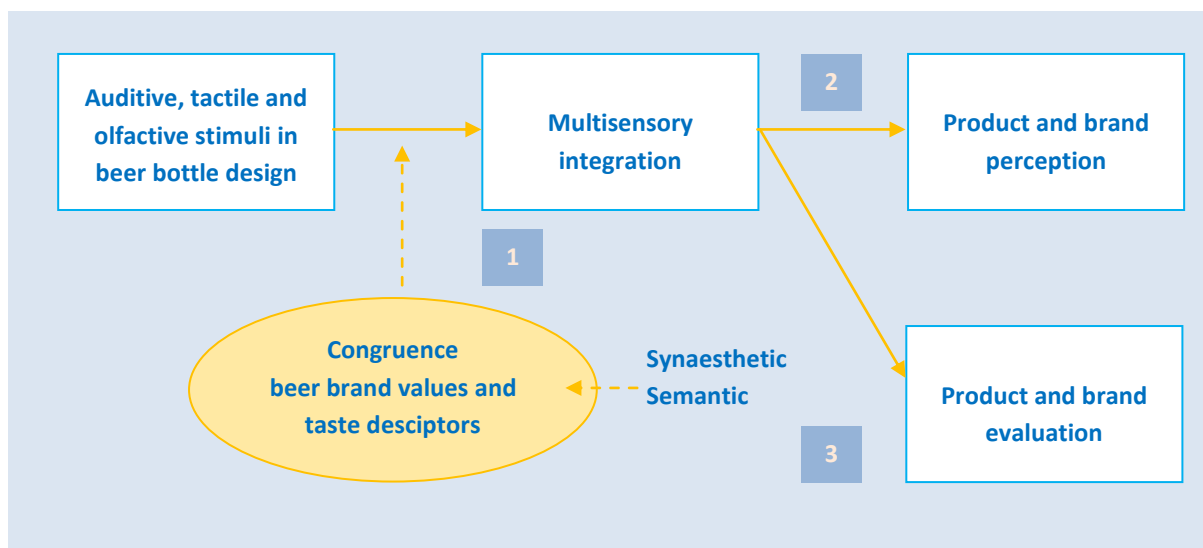 Auditive, tactile and
olfactive stimuli in
beer bottle design
Multisensory
integration
2
Product and brand
perception
1
Congruence
beer brand values and
taste desciptors
Synaesthetic
Semantic
Product and brand
evaluation
3